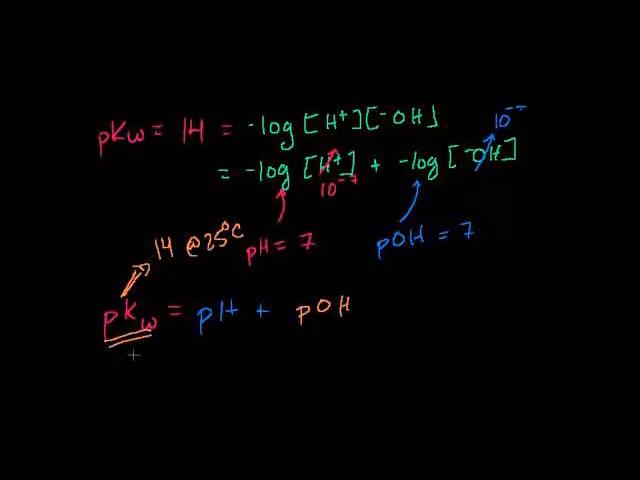 pKw = 14 = -log [H+][-OH]
= -log [H+] + -log [-OH]
10-7
10-7
14 @ 25°C
pH = 7
pOH = 7
pKw = pH + pOH